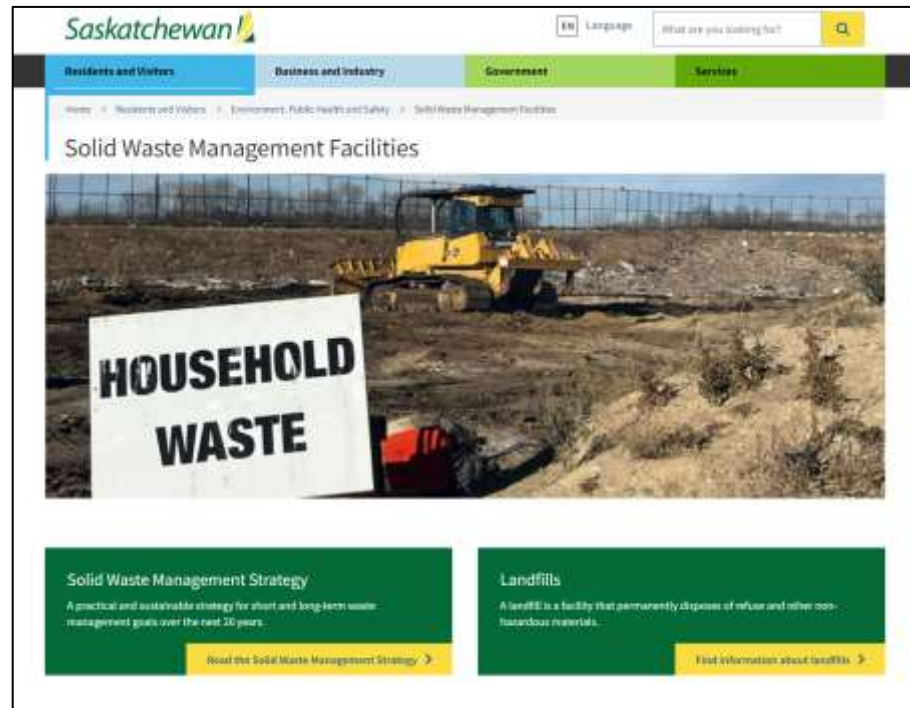 Saskatchewan
EN Language
What are you looking for?
Residents and Visitors
Business and Industry
Government
Services
Home > Residents and Visitors > Environment, Public Health and Safety > Solid Waste Management Facilities
Solid Waste Management Facilities
HOUSEHOLD
WASTE
Solid Waste Management Strategy
A practical and sustainable strategy for short and long-term waste
management goals over the next 20 years.
Read the Solid Waste Management Strategy >
Landfills
A landfill is a facility that permanently disposes of refuse and other non-
hazardous materials.
Find information about landfills >